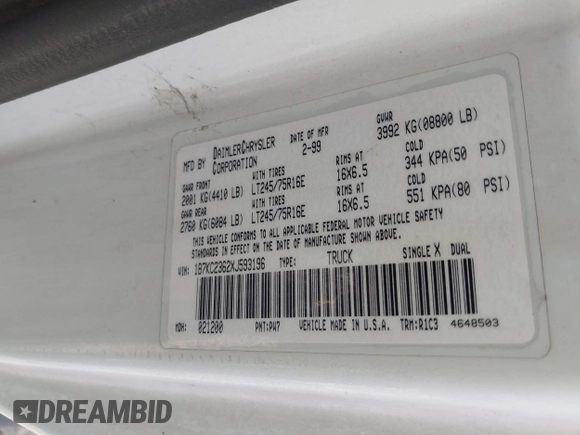 MFD BY DAIMLERCHRYSLER CORPORATION DATE OF MFR 2-99 GVWR 3992 KG(08800 LB)
GAWR FRONT WITH TIRES RIMS AT COLD
2001 KG(4410 LB) LT245/75R16E 16X6.5 344 KPA(50 PSI)
GAWR REAR WITH TIRES RIMS AT COLD
2760 KG(6084 LB) LT245/75R16E 16X6.5 551 KPA(80 PSI)
THIS VEHICLE CONFORMS TO ALL APPLICABLE FEDERAL MOTOR VEHICLE SAFETY
STANDARDS IN EFFECT ON THE DATE OF MANUFACTURE SHOWN ABOVE.
VIN: 1B7KC2362XJ593196 TYPE: TRUCK SINGLE X DUAL
MDH: 021200 PNT:PW7 VEHICLE MADE IN U.S.A. TRM:R1C3 4648503
DREAMBID